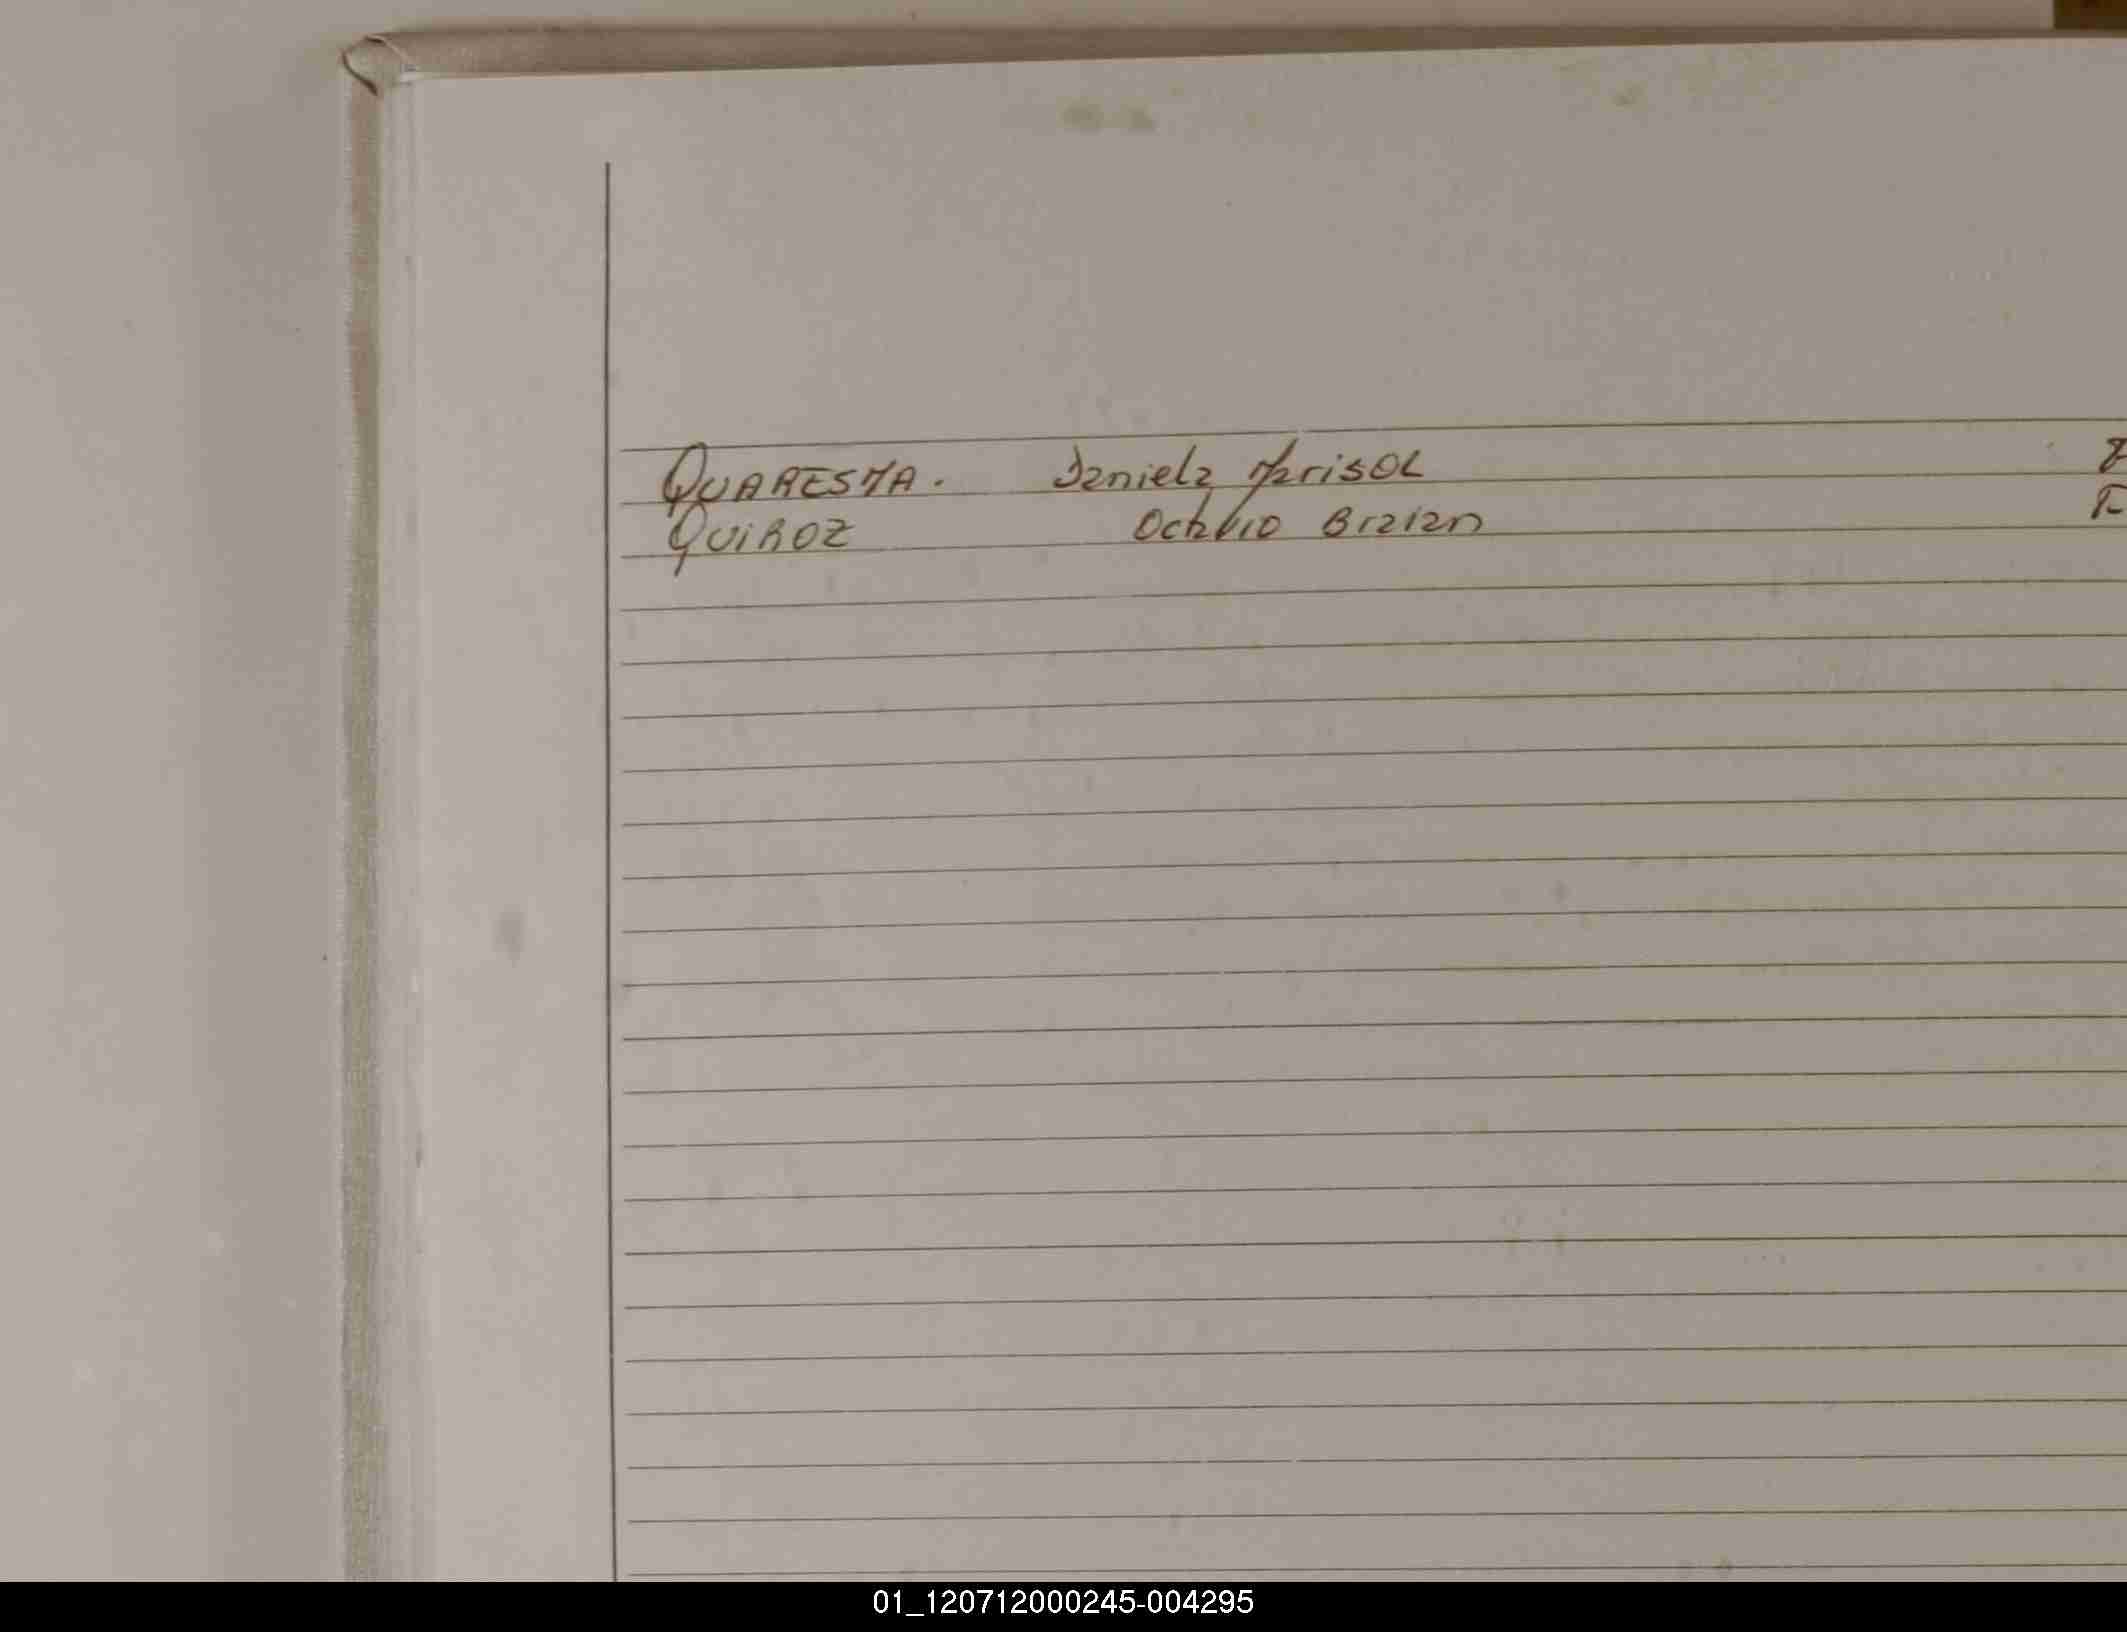 QUARESMA. Daniela Marisol
QUIROZ Octavio Braian
01_120712000245-004295